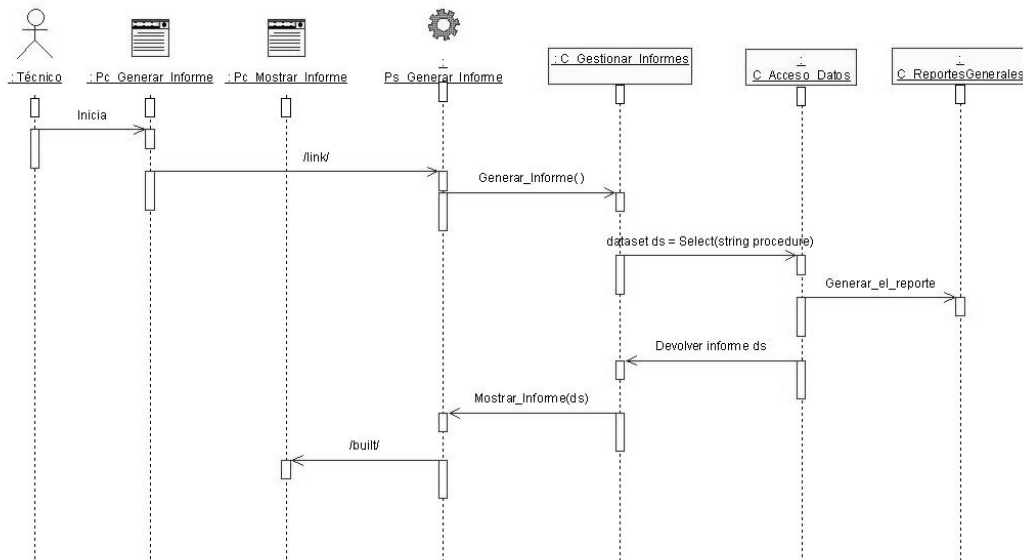 : Técnico
: Pc_Generar_Informe
: Pc_Mostrar_Informe
:
Ps_Generar_Informe
: C_Gestionar_Informes
:
C_Acceso_Datos
:
C_ReportesGenerales
Inicia
/link/
Generar_Informe( )
dataset ds = Select(string procedure)
Generar_el_reporte
Devolver informe ds
Mostrar_Informe(ds)
/built/